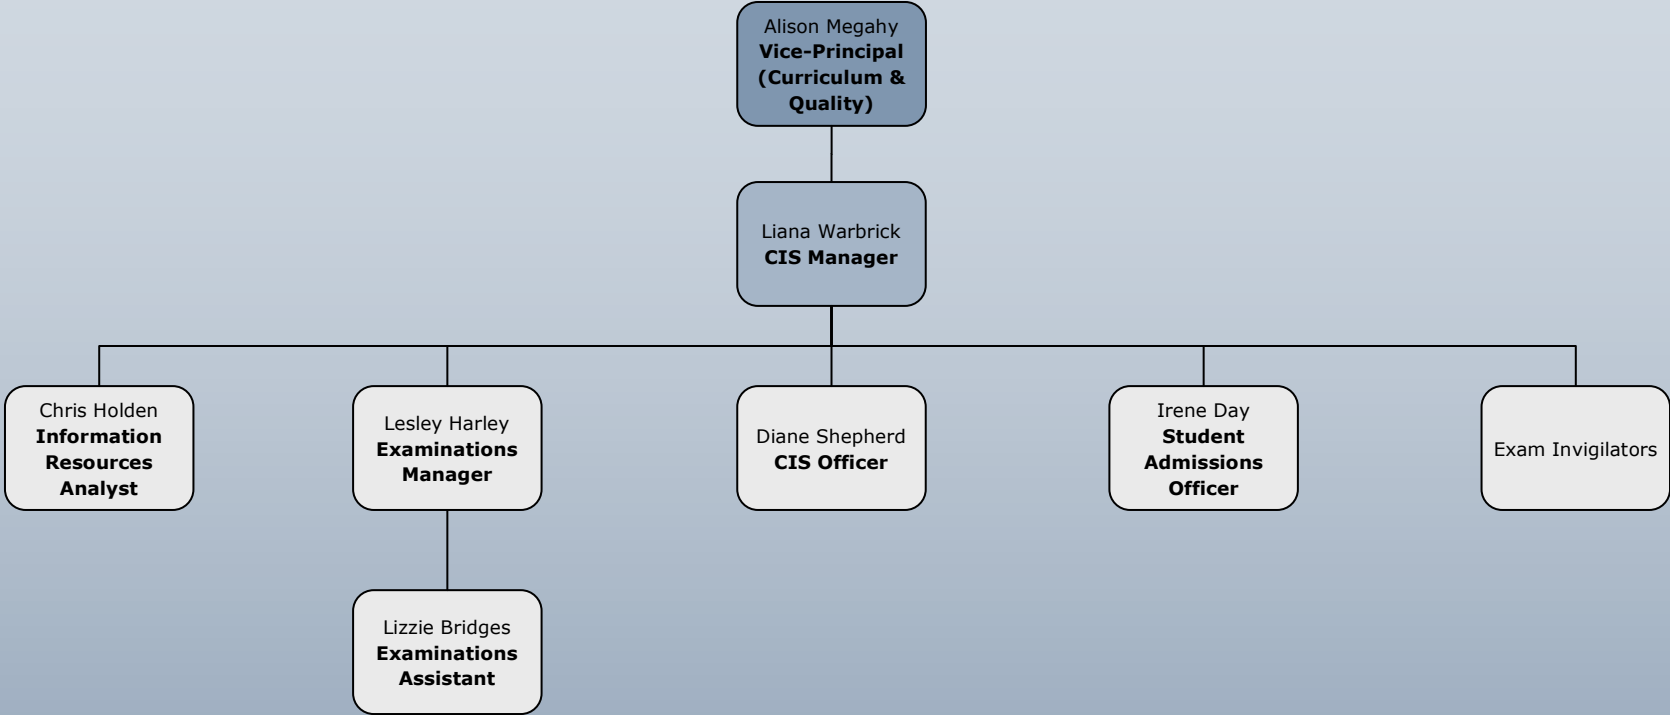 Alison Megahy
Vice-Principal
(Curriculum &
Quality)
Liana Warbrick
CIS Manager
Chris Holden
Information
Resources
Analyst
Lesley Harley
Examinations
Manager
Diane Shepherd
CIS Officer
Irene Day
Student
Admissions
Officer
Exam Invigilators
Lizzie Bridges
Examinations
Assistant